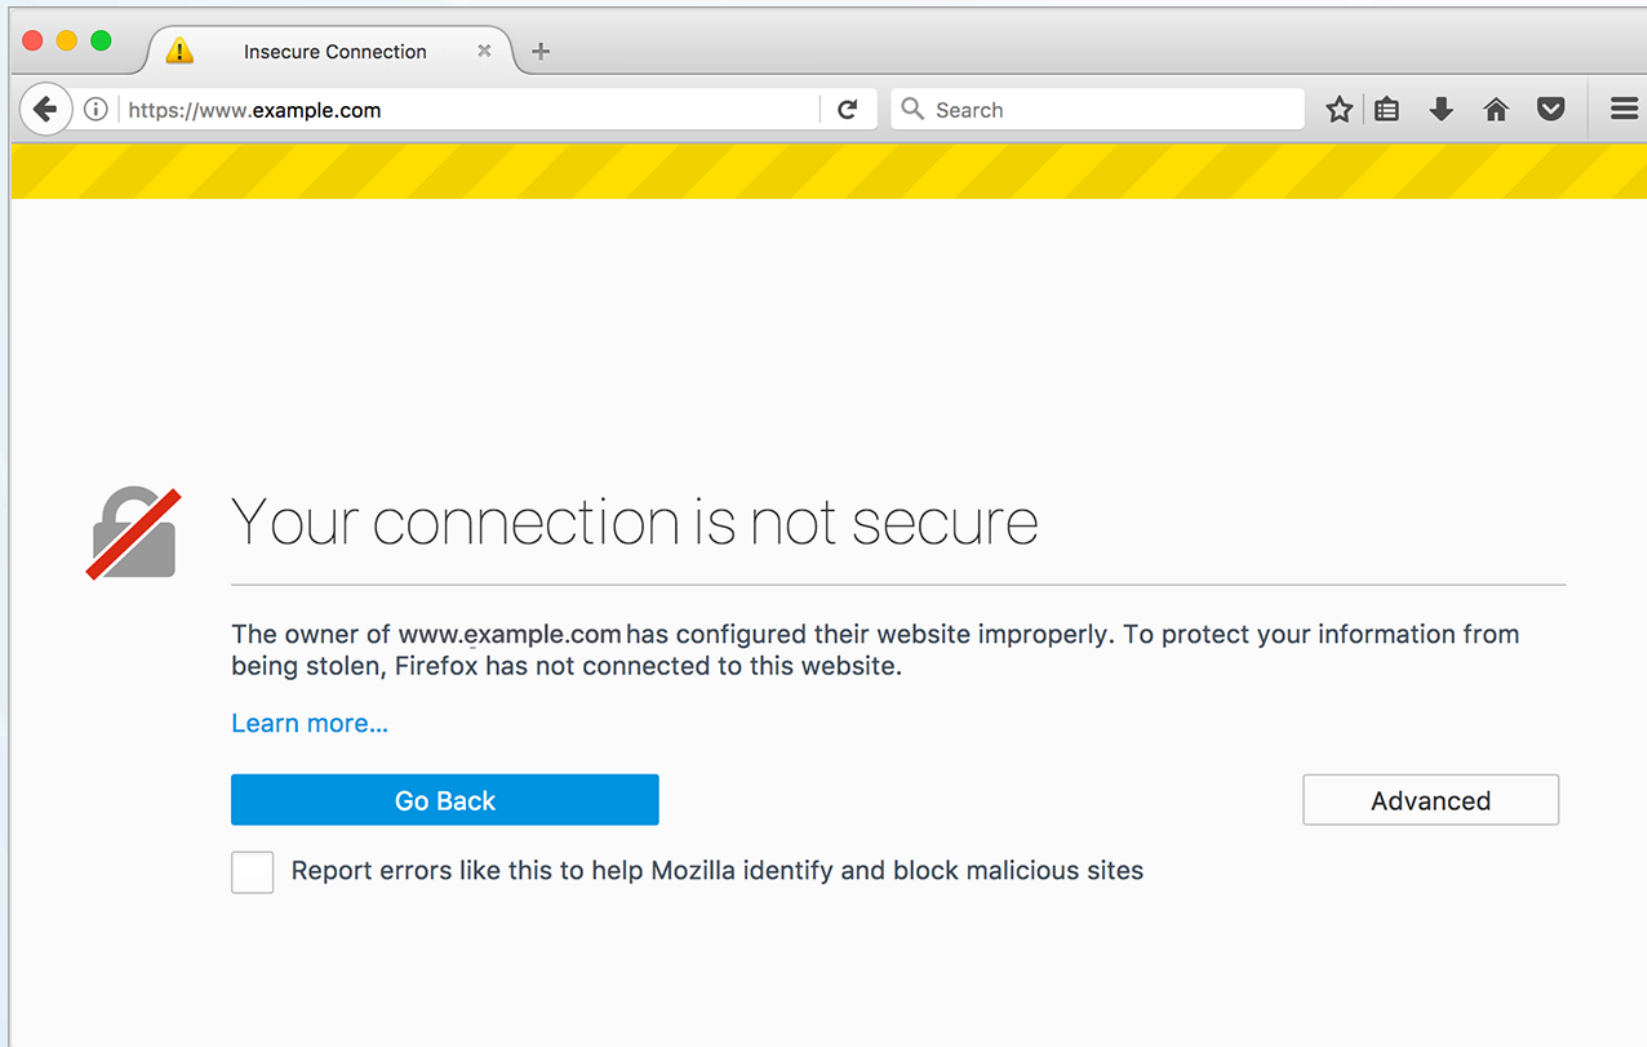 Insecure Connection
https://www.example.com
Search
Your connection is not secure
The owner of www.example.com has configured their website improperly. To protect your information from
being stolen, Firefox has not connected to this website.
Learn more...
Go Back
Advanced
Report errors like this to help Mozilla identify and block malicious sites